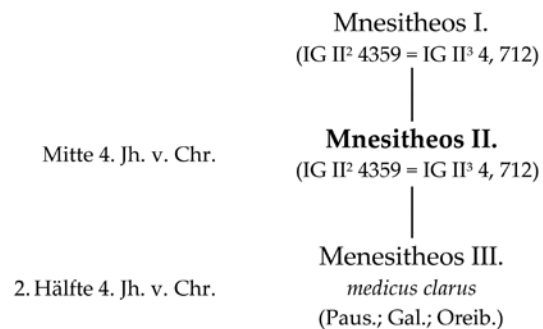 Mnesitheos I.
(IG II² 4359 = IG II³ 4, 712)
Mitte 4. Jh. v. Chr.
Mnesitheos II.
(IG II² 4359 = IG II³ 4, 712)
Menesitheos III.
2. Hälfte 4. Jh. v. Chr.
medicus clarus
(Paus.; Gal.; Oreib.)